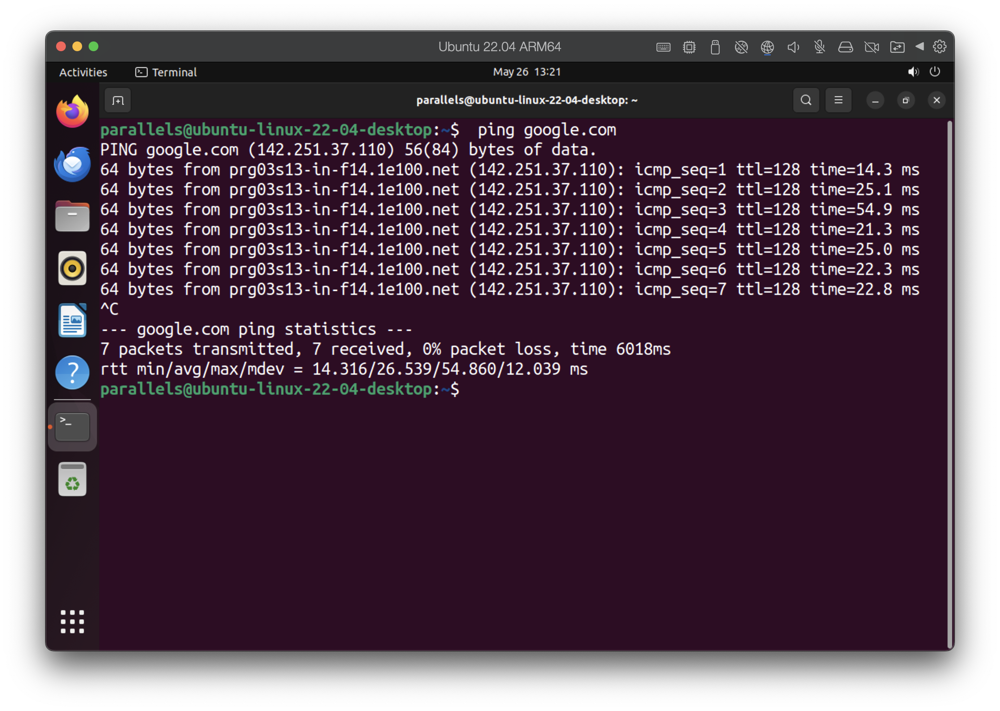 Ubuntu 22.04 ARM64
Activities Terminal May 26 13:21
parallels@ubuntu-linux-22-04-desktop: ~
parallels@ubuntu-linux-22-04-desktop:~$  ping google.com
PING google.com (142.251.37.110) 56(84) bytes of data.
64 bytes from prg03s13-in-f14.1e100.net (142.251.37.110): icmp_seq=1 ttl=128 time=14.3 ms
64 bytes from prg03s13-in-f14.1e100.net (142.251.37.110): icmp_seq=2 ttl=128 time=25.1 ms
64 bytes from prg03s13-in-f14.1e100.net (142.251.37.110): icmp_seq=3 ttl=128 time=54.9 ms
64 bytes from prg03s13-in-f14.1e100.net (142.251.37.110): icmp_seq=4 ttl=128 time=21.3 ms
64 bytes from prg03s13-in-f14.1e100.net (142.251.37.110): icmp_seq=5 ttl=128 time=25.0 ms
64 bytes from prg03s13-in-f14.1e100.net (142.251.37.110): icmp_seq=6 ttl=128 time=22.3 ms
64 bytes from prg03s13-in-f14.1e100.net (142.251.37.110): icmp_seq=7 ttl=128 time=22.8 ms
^C
--- google.com ping statistics ---
7 packets transmitted, 7 received, 0% packet loss, time 6018ms
rtt min/avg/max/mdev = 14.316/26.539/54.860/12.039 ms
parallels@ubuntu-linux-22-04-desktop:~$